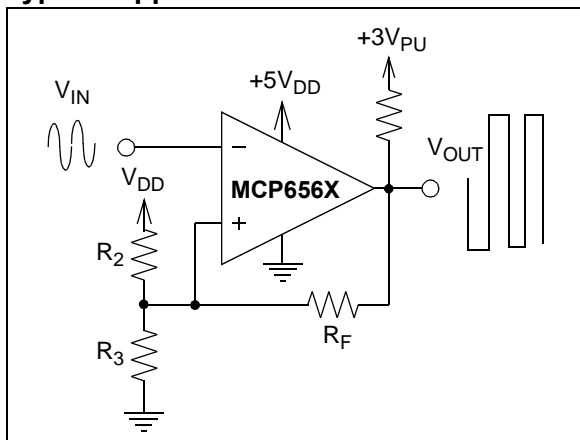 +3V_PU
V_IN
+5V_DD
V_OUT
−
V_DD
MCP656X
+
R_2
R_3
R_F